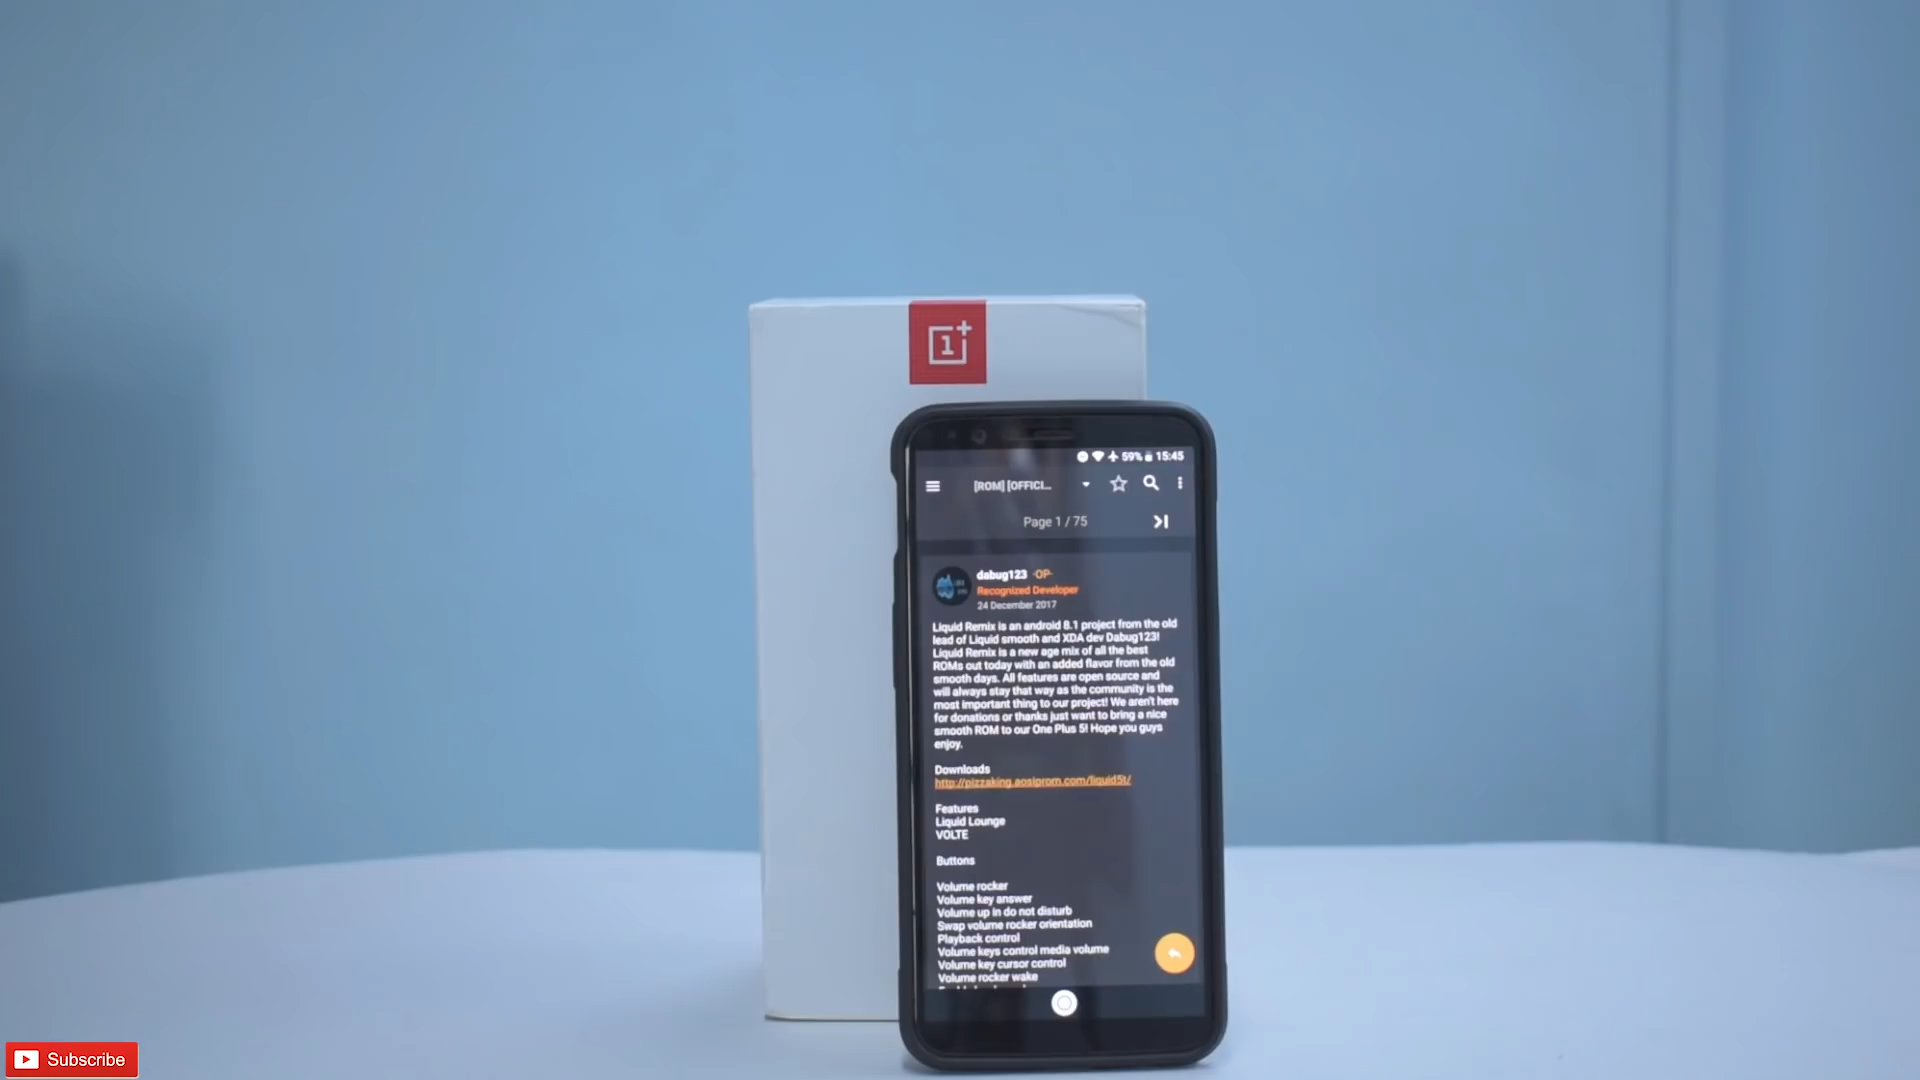 1+
59% 15:45
[ROM] [OFFICI...
Page 1 / 75
dabug123 -OP-
Recognized Developer
24 December 2017
Liquid Remix is an android 8.1 project from the old
lead of Liquid smooth and XDA dev Dabug123!
Liquid Remix is a new age mix of all the best
ROMs out today with an added flavor from the old
smooth days. All features are open source and
will always stay that way as the community is the
most important thing to our project! We aren't here
for donations or thanks just want to bring a nice
smooth ROM to our One Plus 5! Hope you guys
enjoy.
Downloads
http://pizzaking.aosiprom.com/liquid5t/
Features
Liquid Lounge
VOLTE
Buttons
Volume rocker
Volume key answer
Volume up in do not disturb
Swap volume rocker orientation
Playback control
Volume keys control media volume
Volume key cursor control
Volume rocker wake
Subscribe